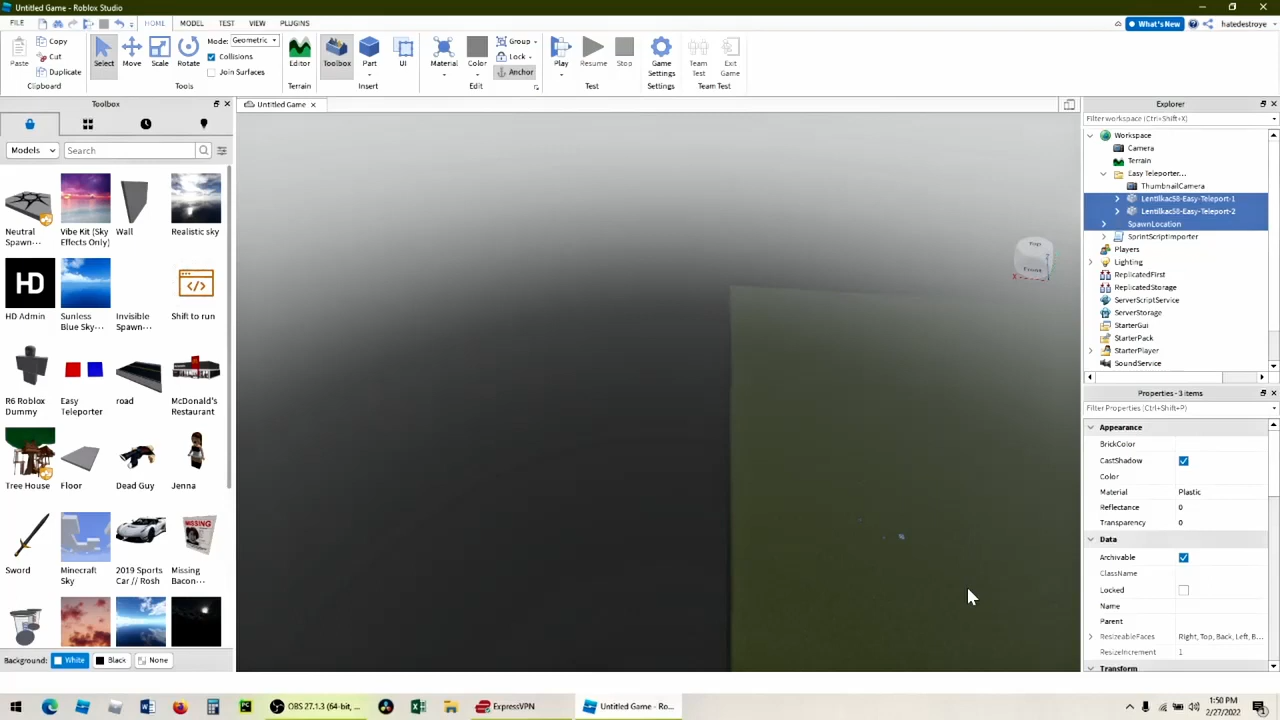 Untitled Game - Roblox Studio
FILE HOME MODEL TEST VIEW PLUGINS What's New hatedestroye
Paste Copy Cut Duplicate Clipboard
Select Move Scale Rotate Mode: Geometric Collisions Join Surfaces Tools
Editor Terrain
Toolbox Part UI Insert
Material Color Group Lock Anchor Edit
Play Resume Stop Test
Game Settings Settings
Team Test Exit Game Team Test
Toolbox
Untitled Game
Models Search
Neutral Spawn...
Vibe Kit (Sky Effects Only)
Wall
Realistic sky
HD
HD Admin
Sunless Blue Sky...
Invisible Spawn...
Shift to run
R6 Roblox Dummy
Easy Teleporter
road
McDonald's Restaurant
Tree House
Floor
Dead Guy
Jenna
MISSING
Sword
Minecraft Sky
2019 Sports Car // Rosh
Missing Bacon...
Background: White Black None
Top
Front
X
Explorer
Filter workspace (Ctrl+Shift+X)
Workspace
Camera
Terrain
Easy Teleporter...
ThumbnailCamera
Lentilkac58-Easy-Teleport-1
Lentilkac58-Easy-Teleport-2
SpawnLocation
SprintScriptImporter
Players
Lighting
ReplicatedFirst
ReplicatedStorage
ServerScriptService
ServerStorage
StarterGui
StarterPack
StarterPlayer
SoundService
Properties - 3 items
Filter Properties (Ctrl+Shift+P)
Appearance
BrickColor
CastShadow
Color
Material Plastic
Reflectance 0
Transparency 0
Data
Archivable
ClassName
Locked
Name
Parent
ResizeableFaces Right, Top, Back, Left, B...
ResizeIncrement 1
Transform
OBS 27.1.3 (64-bit, ...
ExpressVPN
Untitled Game - Ro...
1:50 PM
2/27/2022